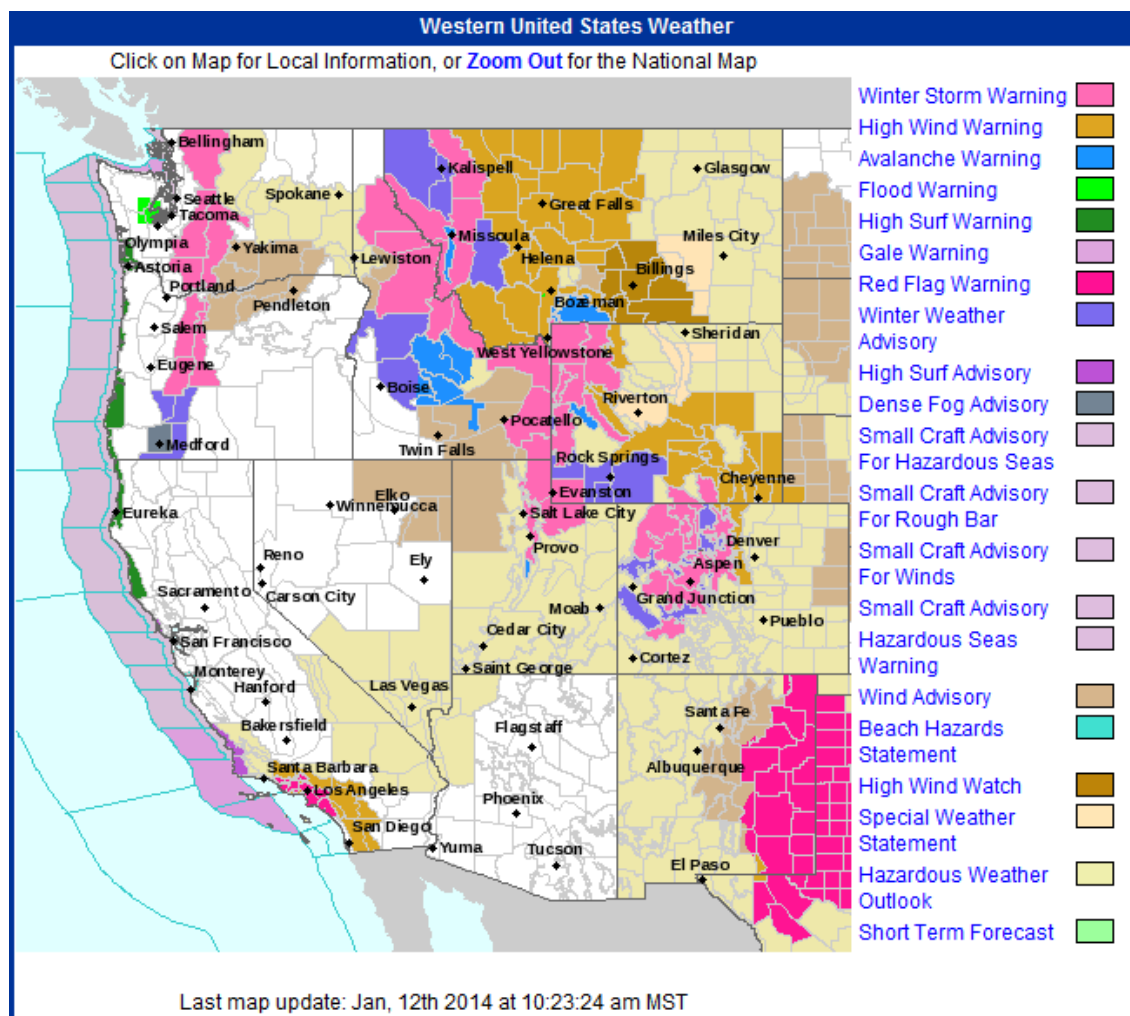 Western United States Weather
Click on Map for Local Information, or Zoom Out for the National Map
Bellingham
Seattle
Tacoma
Olympia
Astoria
Portland
Salem
Eugene
Medford
Spokane
Yakima
Pendleton
Lewiston
Kalispell
Missoula
Great Falls
Helena
Bozeman
Billings
Glasgow
Miles City
West Yellowstone
Sheridan
Riverton
Boise
Pocatello
Twin Falls
Rock Springs
Cheyenne
Evanston
Eureka
Winnemucca
Elko
Salt Lake City
Provo
Reno
Carson City
Ely
Denver
Aspen
Grand Junction
Sacramento
San Francisco
Moab
Pueblo
Cedar City
Saint George
Cortez
Monterey
Hanford
Las Vegas
Bakersfield
Flagstaff
Santa Fe
Albuquerque
Santa Barbara
Los Angeles
San Diego
Phoenix
Yuma
Tucson
El Paso
Winter Storm Warning
High Wind Warning
Avalanche Warning
Flood Warning
High Surf Warning
Gale Warning
Red Flag Warning
Winter Weather
Advisory
High Surf Advisory
Dense Fog Advisory
Small Craft Advisory
For Hazardous Seas
Small Craft Advisory
For Rough Bar
Small Craft Advisory
For Winds
Small Craft Advisory
Hazardous Seas
Warning
Wind Advisory
Beach Hazards
Statement
High Wind Watch
Special Weather
Statement
Hazardous Weather
Outlook
Short Term Forecast
Last map update: Jan, 12th 2014 at 10:23:24 am MST